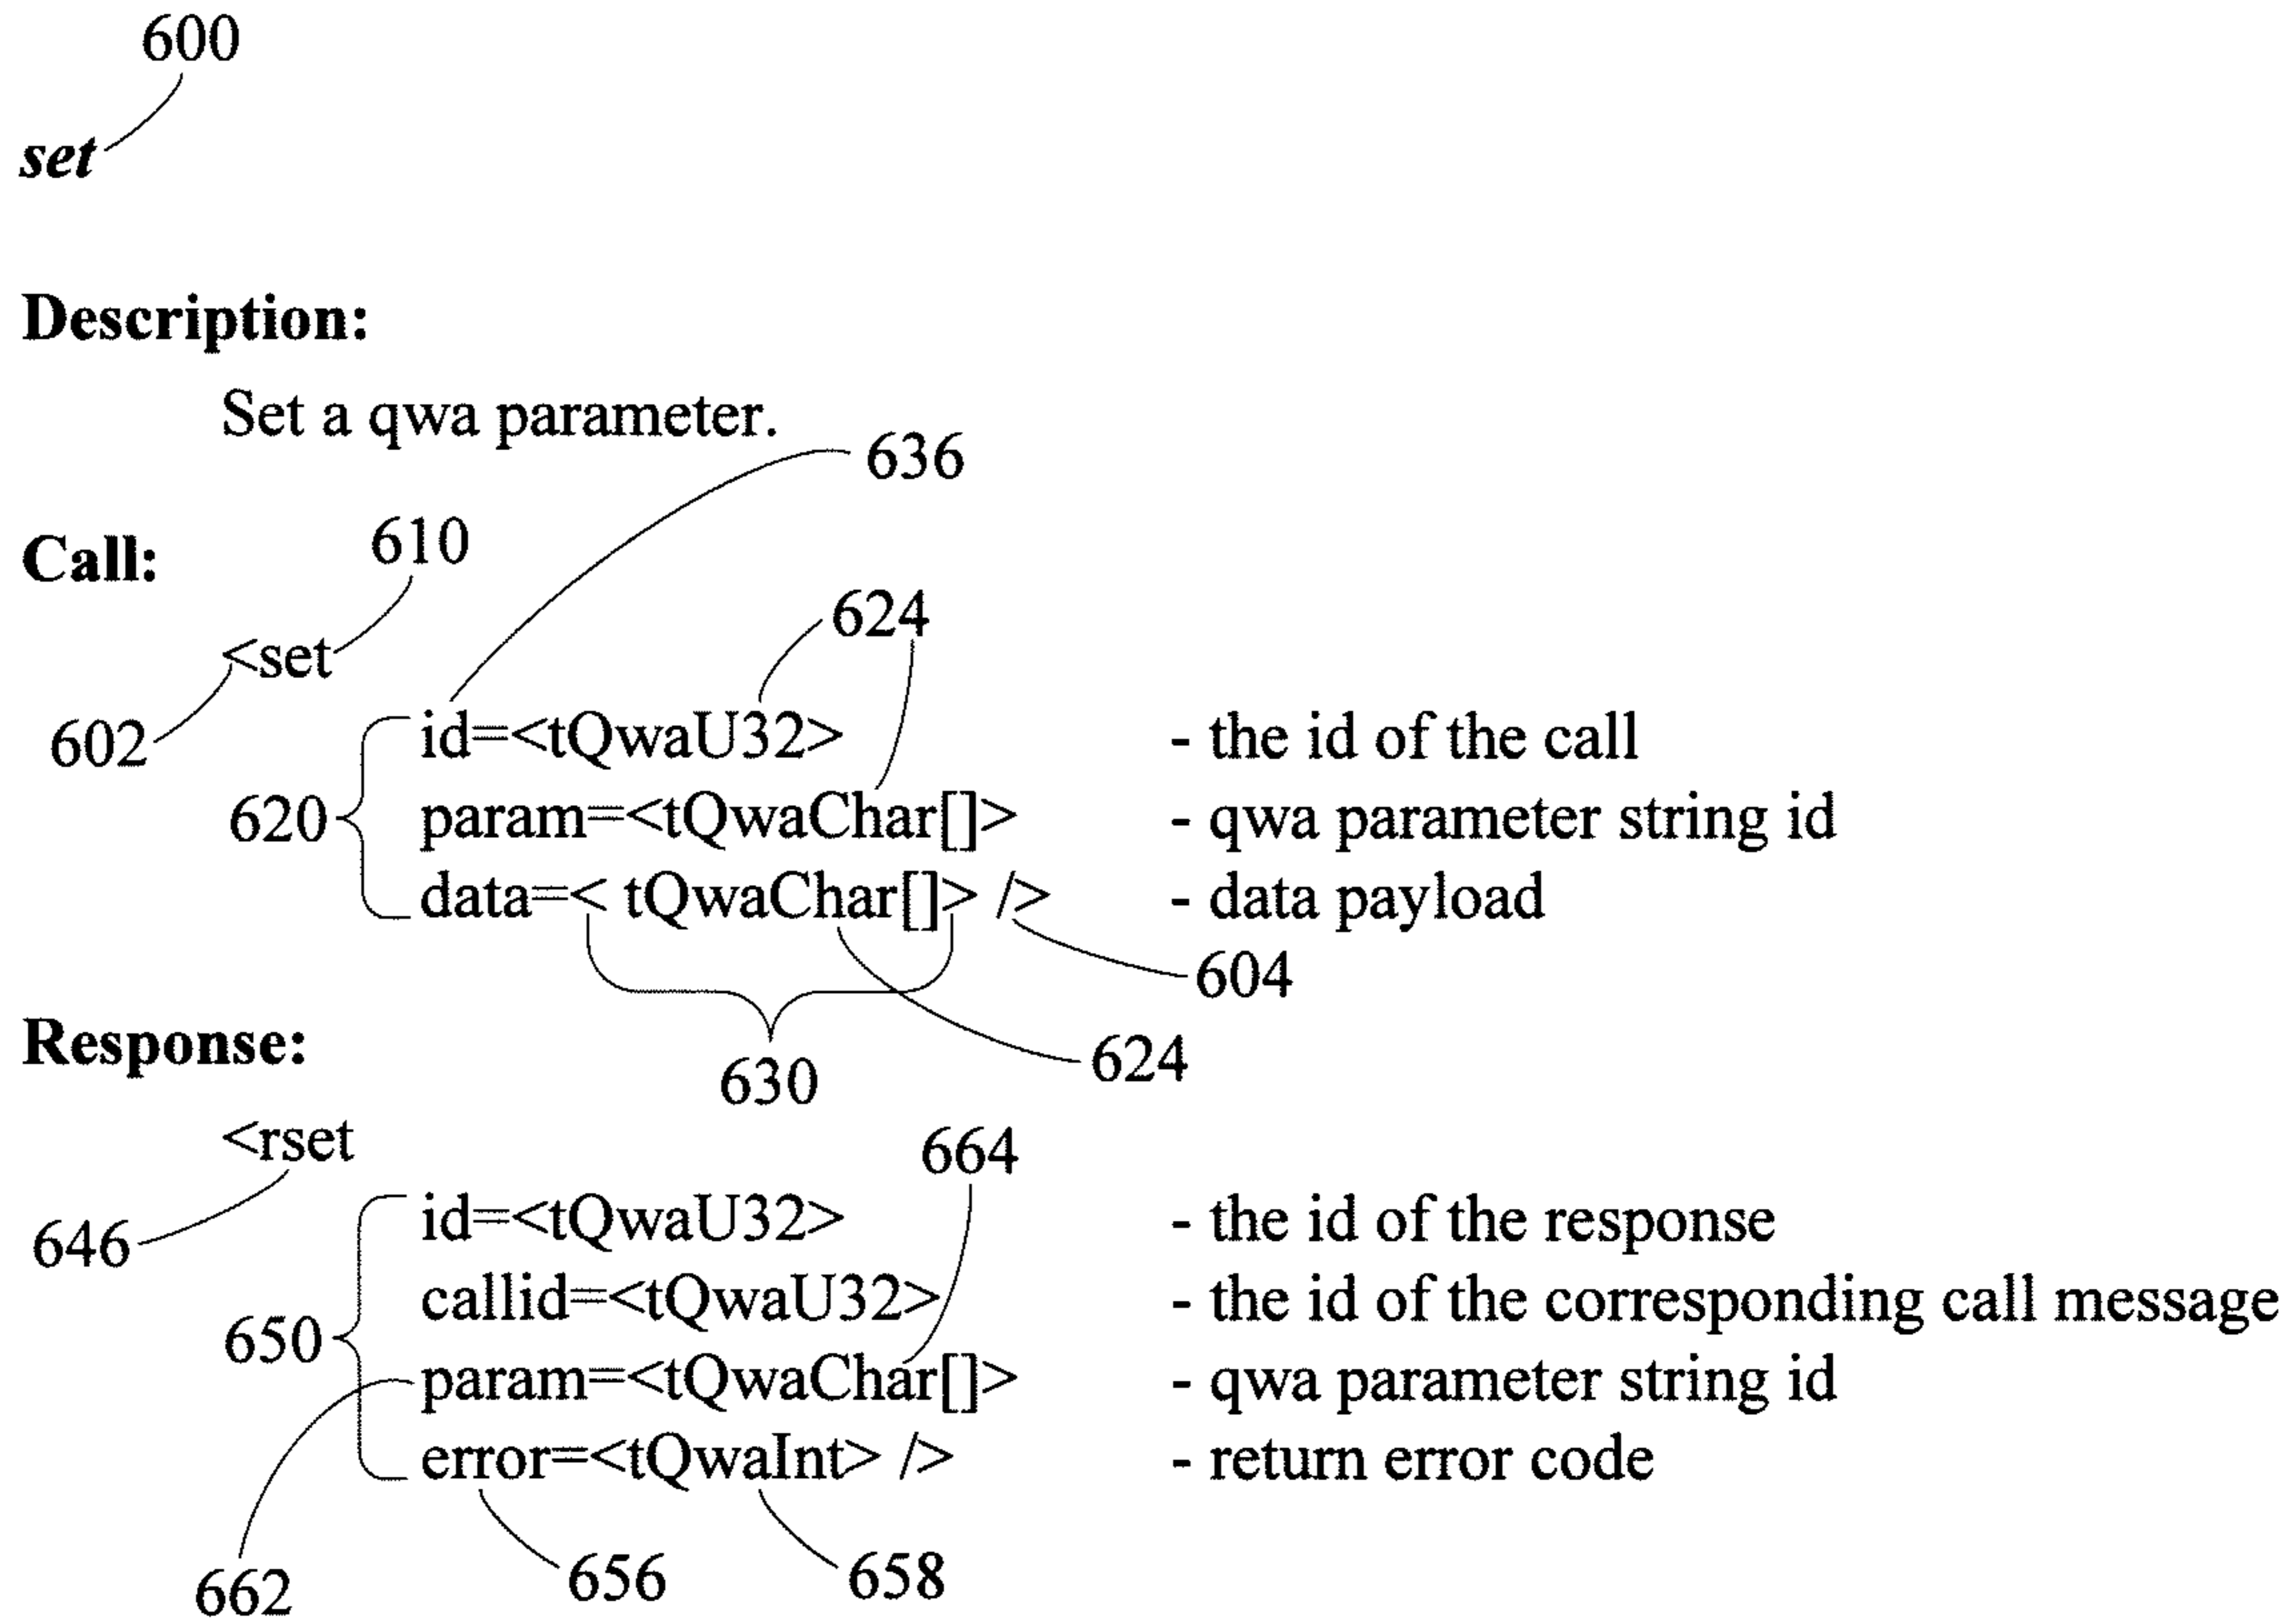 600
set
Description:
Set a qwa parameter.
636
Call:
610
624
<set
602
id=<tQwaU32> - the id of the call
620
param=<tQwaChar[]> - qwa parameter string id
data=< tQwaChar[]> /> - data payload
604
Response:
630
624
<rset
664
646
id=<tQwaU32> - the id of the response
callid=<tQwaU32> - the id of the corresponding call message
650
param=<tQwaChar[]> - qwa parameter string id
error=<tQwaInt> /> - return error code
662
656
658